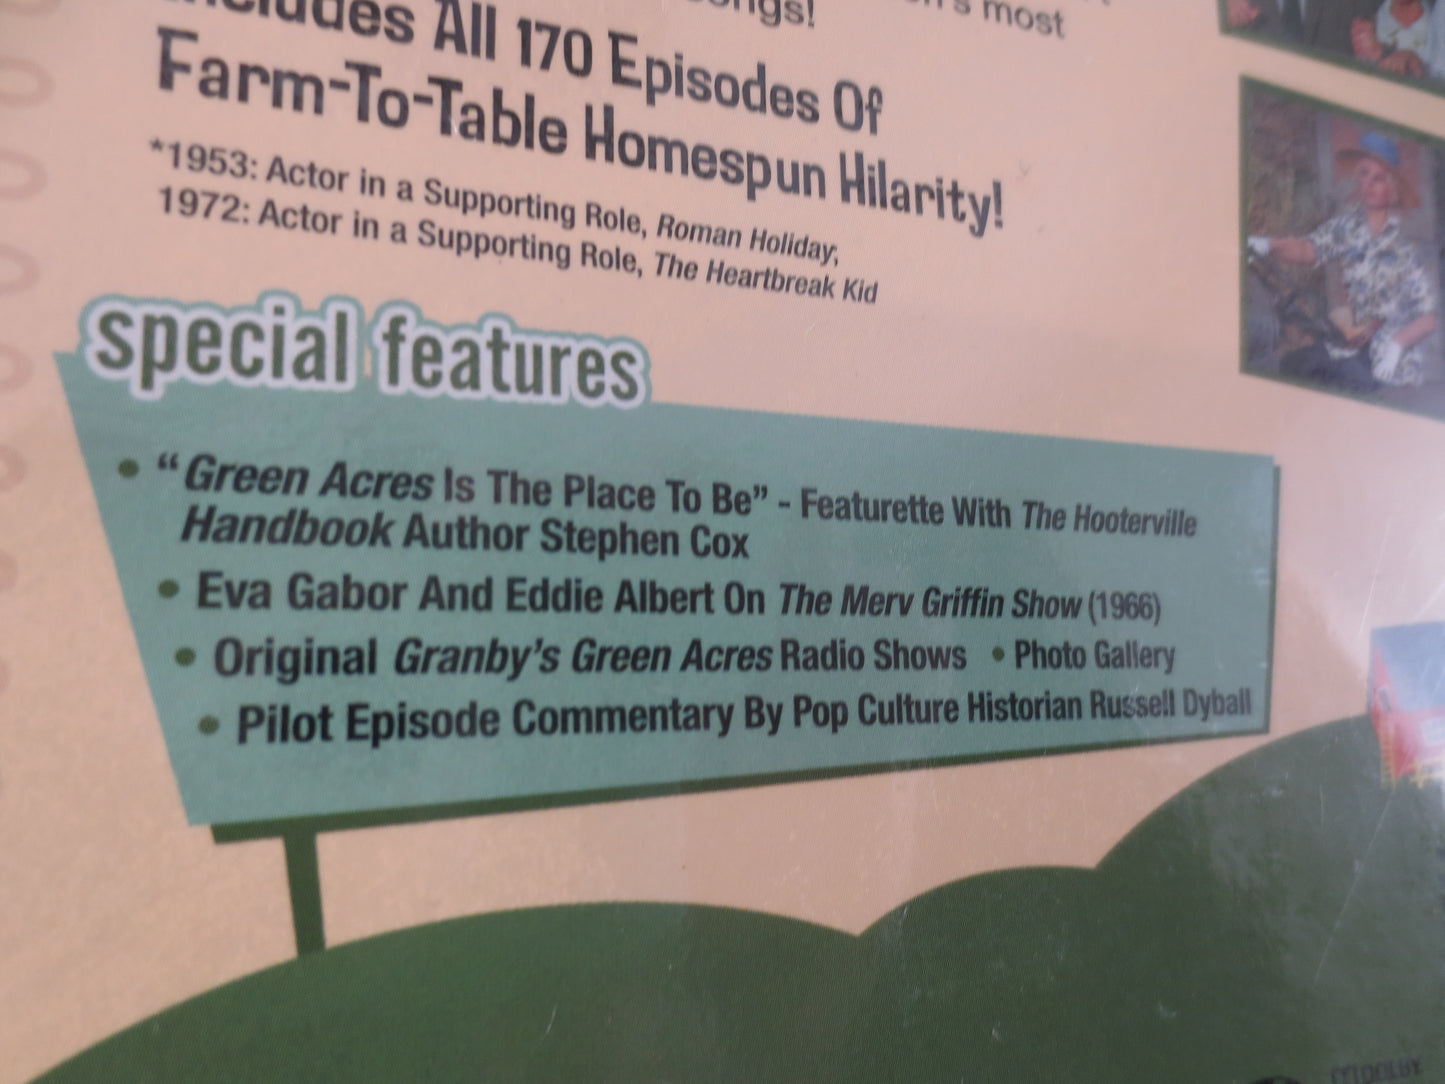 ongs!
's most
Includes All 170 Episodes Of
Farm-To-Table Homespun Hilarity!
*1953: Actor in a Supporting Role, Roman Holiday;
1972: Actor in a Supporting Role, The Heartbreak Kid
special features
• “Green Acres Is The Place To Be” - Featurette With The Hooterville
Handbook Author Stephen Cox
• Eva Gabor And Eddie Albert On The Merv Griffin Show (1966)
• Original Granby’s Green Acres Radio Shows • Photo Gallery
• Pilot Episode Commentary By Pop Culture Historian Russell Dyball